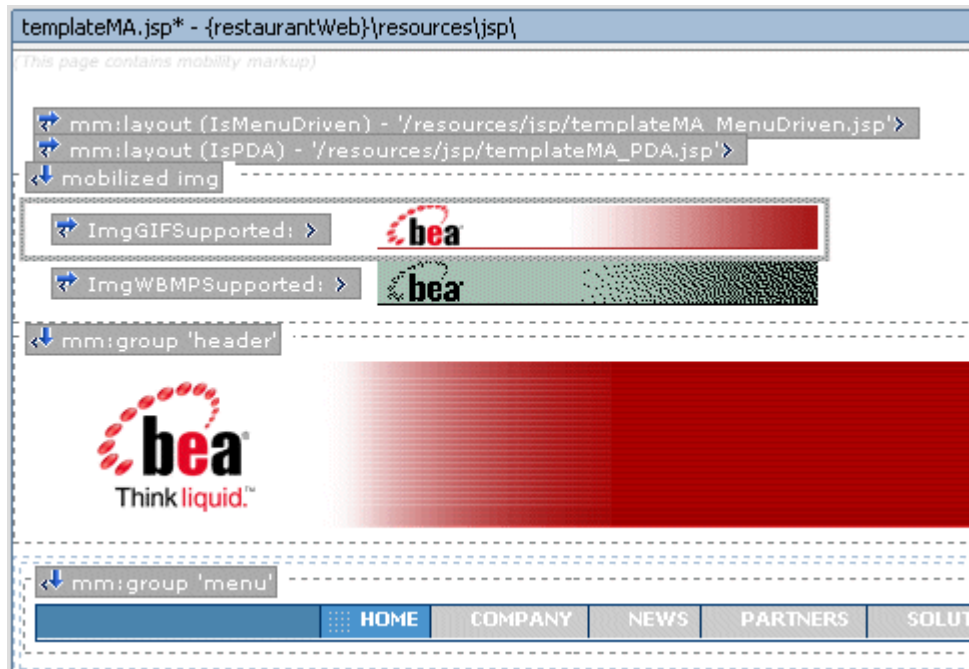 templateMA.jsp* - {restaurantWeb}\resources\jsp\
(This page contains mobility markup)
mm:layout (IsMenuDriven) - '/resources/jsp/templateMA_MenuDriven.jsp'
mm:layout (IsPDA) - '/resources/jsp/templateMA_PDA.jsp'
mobilized img
ImgGIFSupported: bea
ImgWBMPSupported: bea
mm:group 'header'
bea
Think liquid.™
mm:group 'menu'
HOME COMPANY NEWS PARTNERS SOLUT